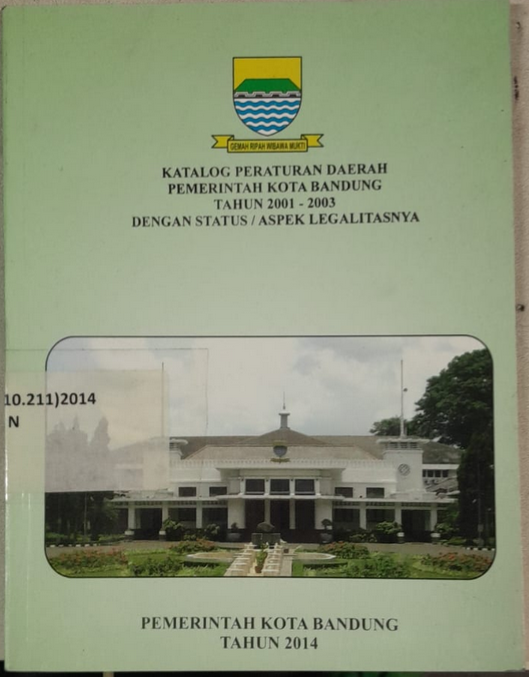 GEMAH RIPAH WIBAWA MUKTI
KATALOG PERATURAN DAERAH
PEMERINTAH KOTA BANDUNG
TAHUN 2001 - 2003
DENGAN STATUS / ASPEK LEGALITASNYA
10.211)2014
N
PEMERINTAH KOTA BANDUNG
TAHUN 2014